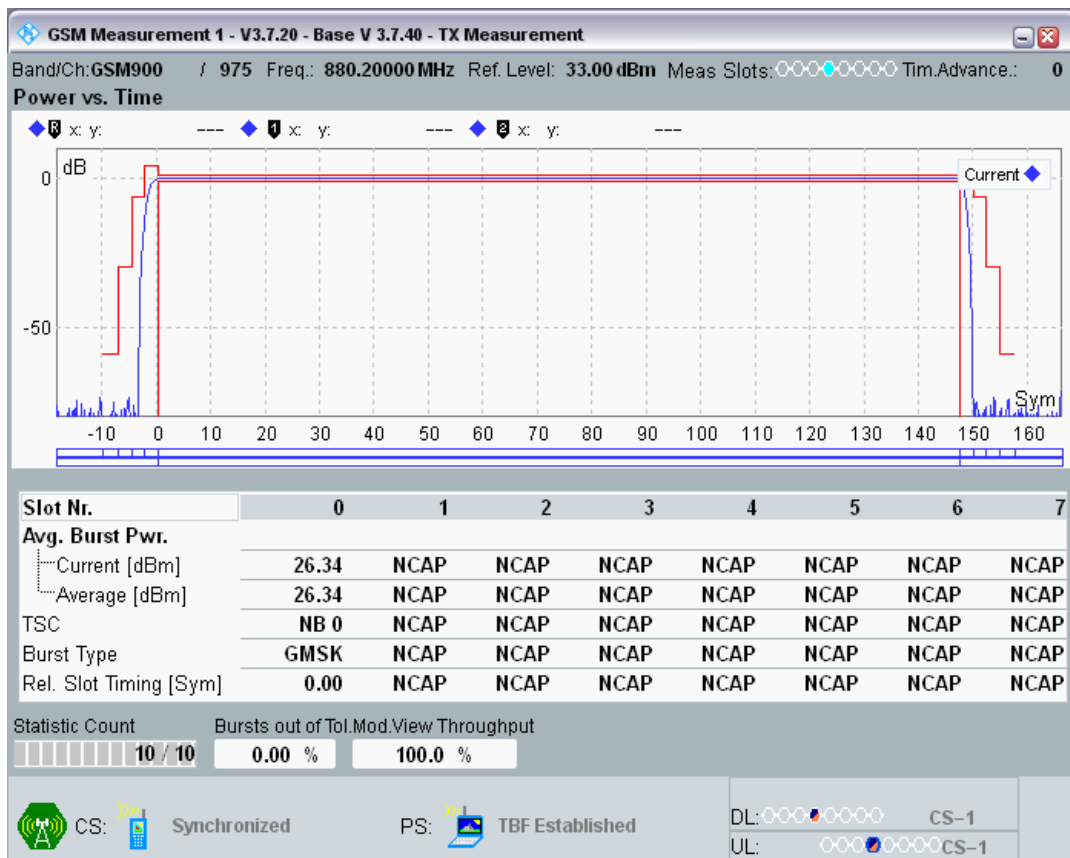 GSM Measurement 1 - V3.7.20 - Base V 3.7.40 - TX Measurement
Band/Ch:GSM900 / 975 Freq.: 880.20000 MHz Ref. Level: 33.00 dBm Meas Slots: Tim.Advance.: 0
Power vs. Time
R x: y: --- 1 x: y: --- 2 x: y: ---
dB
0
Current
-50
Sym
-10 0 10 20 30 40 50 60 70 80 90 100 110 120 130 140 150 160
Slot Nr. 0 1 2 3 4 5 6 7
Avg. Burst Pwr.
Current [dBm] 26.34 NCAP NCAP NCAP NCAP NCAP NCAP NCAP
Average [dBm] 26.34 NCAP NCAP NCAP NCAP NCAP NCAP NCAP
TSC NB 0 NCAP NCAP NCAP NCAP NCAP NCAP NCAP
Burst Type GMSK NCAP NCAP NCAP NCAP NCAP NCAP NCAP
Rel. Slot Timing [Sym] 0.00 NCAP NCAP NCAP NCAP NCAP NCAP NCAP
Statistic Count Bursts out of Tol.Mod.View Throughput
10 / 10 0.00 % 100.0 %
CS: Synchronized PS: TBF Established
DL: CS-1
UL: CS-1